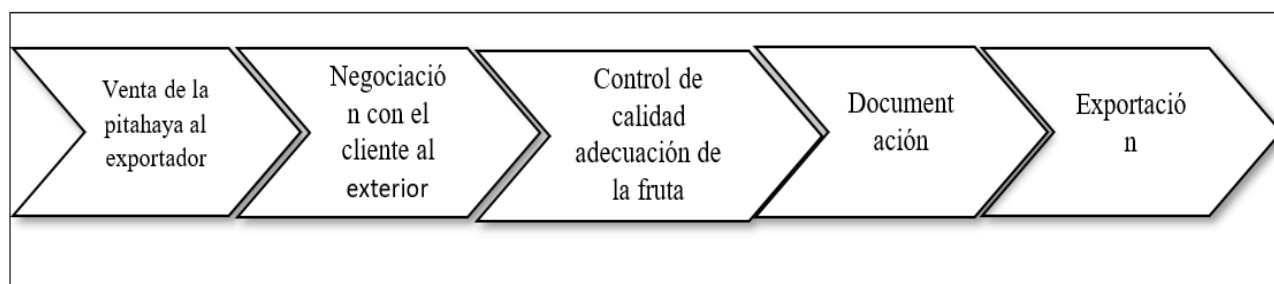 Venta de la
pitahaya al
exportador
Negociació
n con el
cliente al
exterior
Control de
calidad
adecuación de
la fruta
Document
ación
Exportació
n